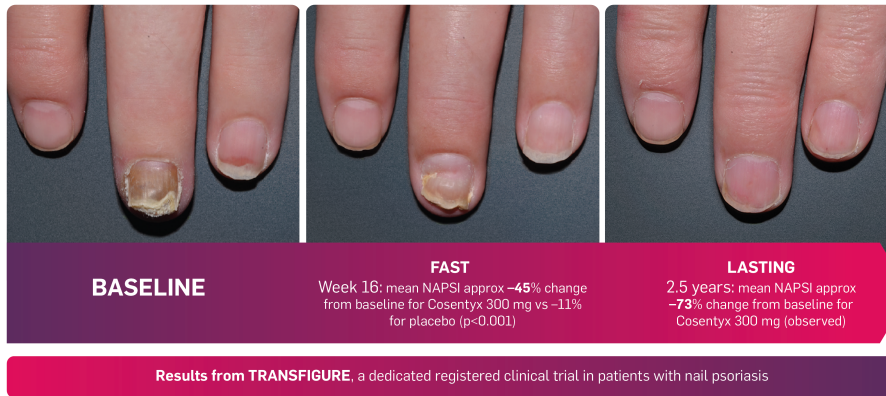 BASELINE
FAST
Week 16: mean NAPSI approx –45% change
from baseline for Cosentyx 300 mg vs –11%
for placebo (p<0.001)
LASTING
2.5 years: mean NAPSI approx
–73% change from baseline for
Cosentyx 300 mg (observed)
Results from TRANSFIGURE, a dedicated registered clinical trial in patients with nail psoriasis